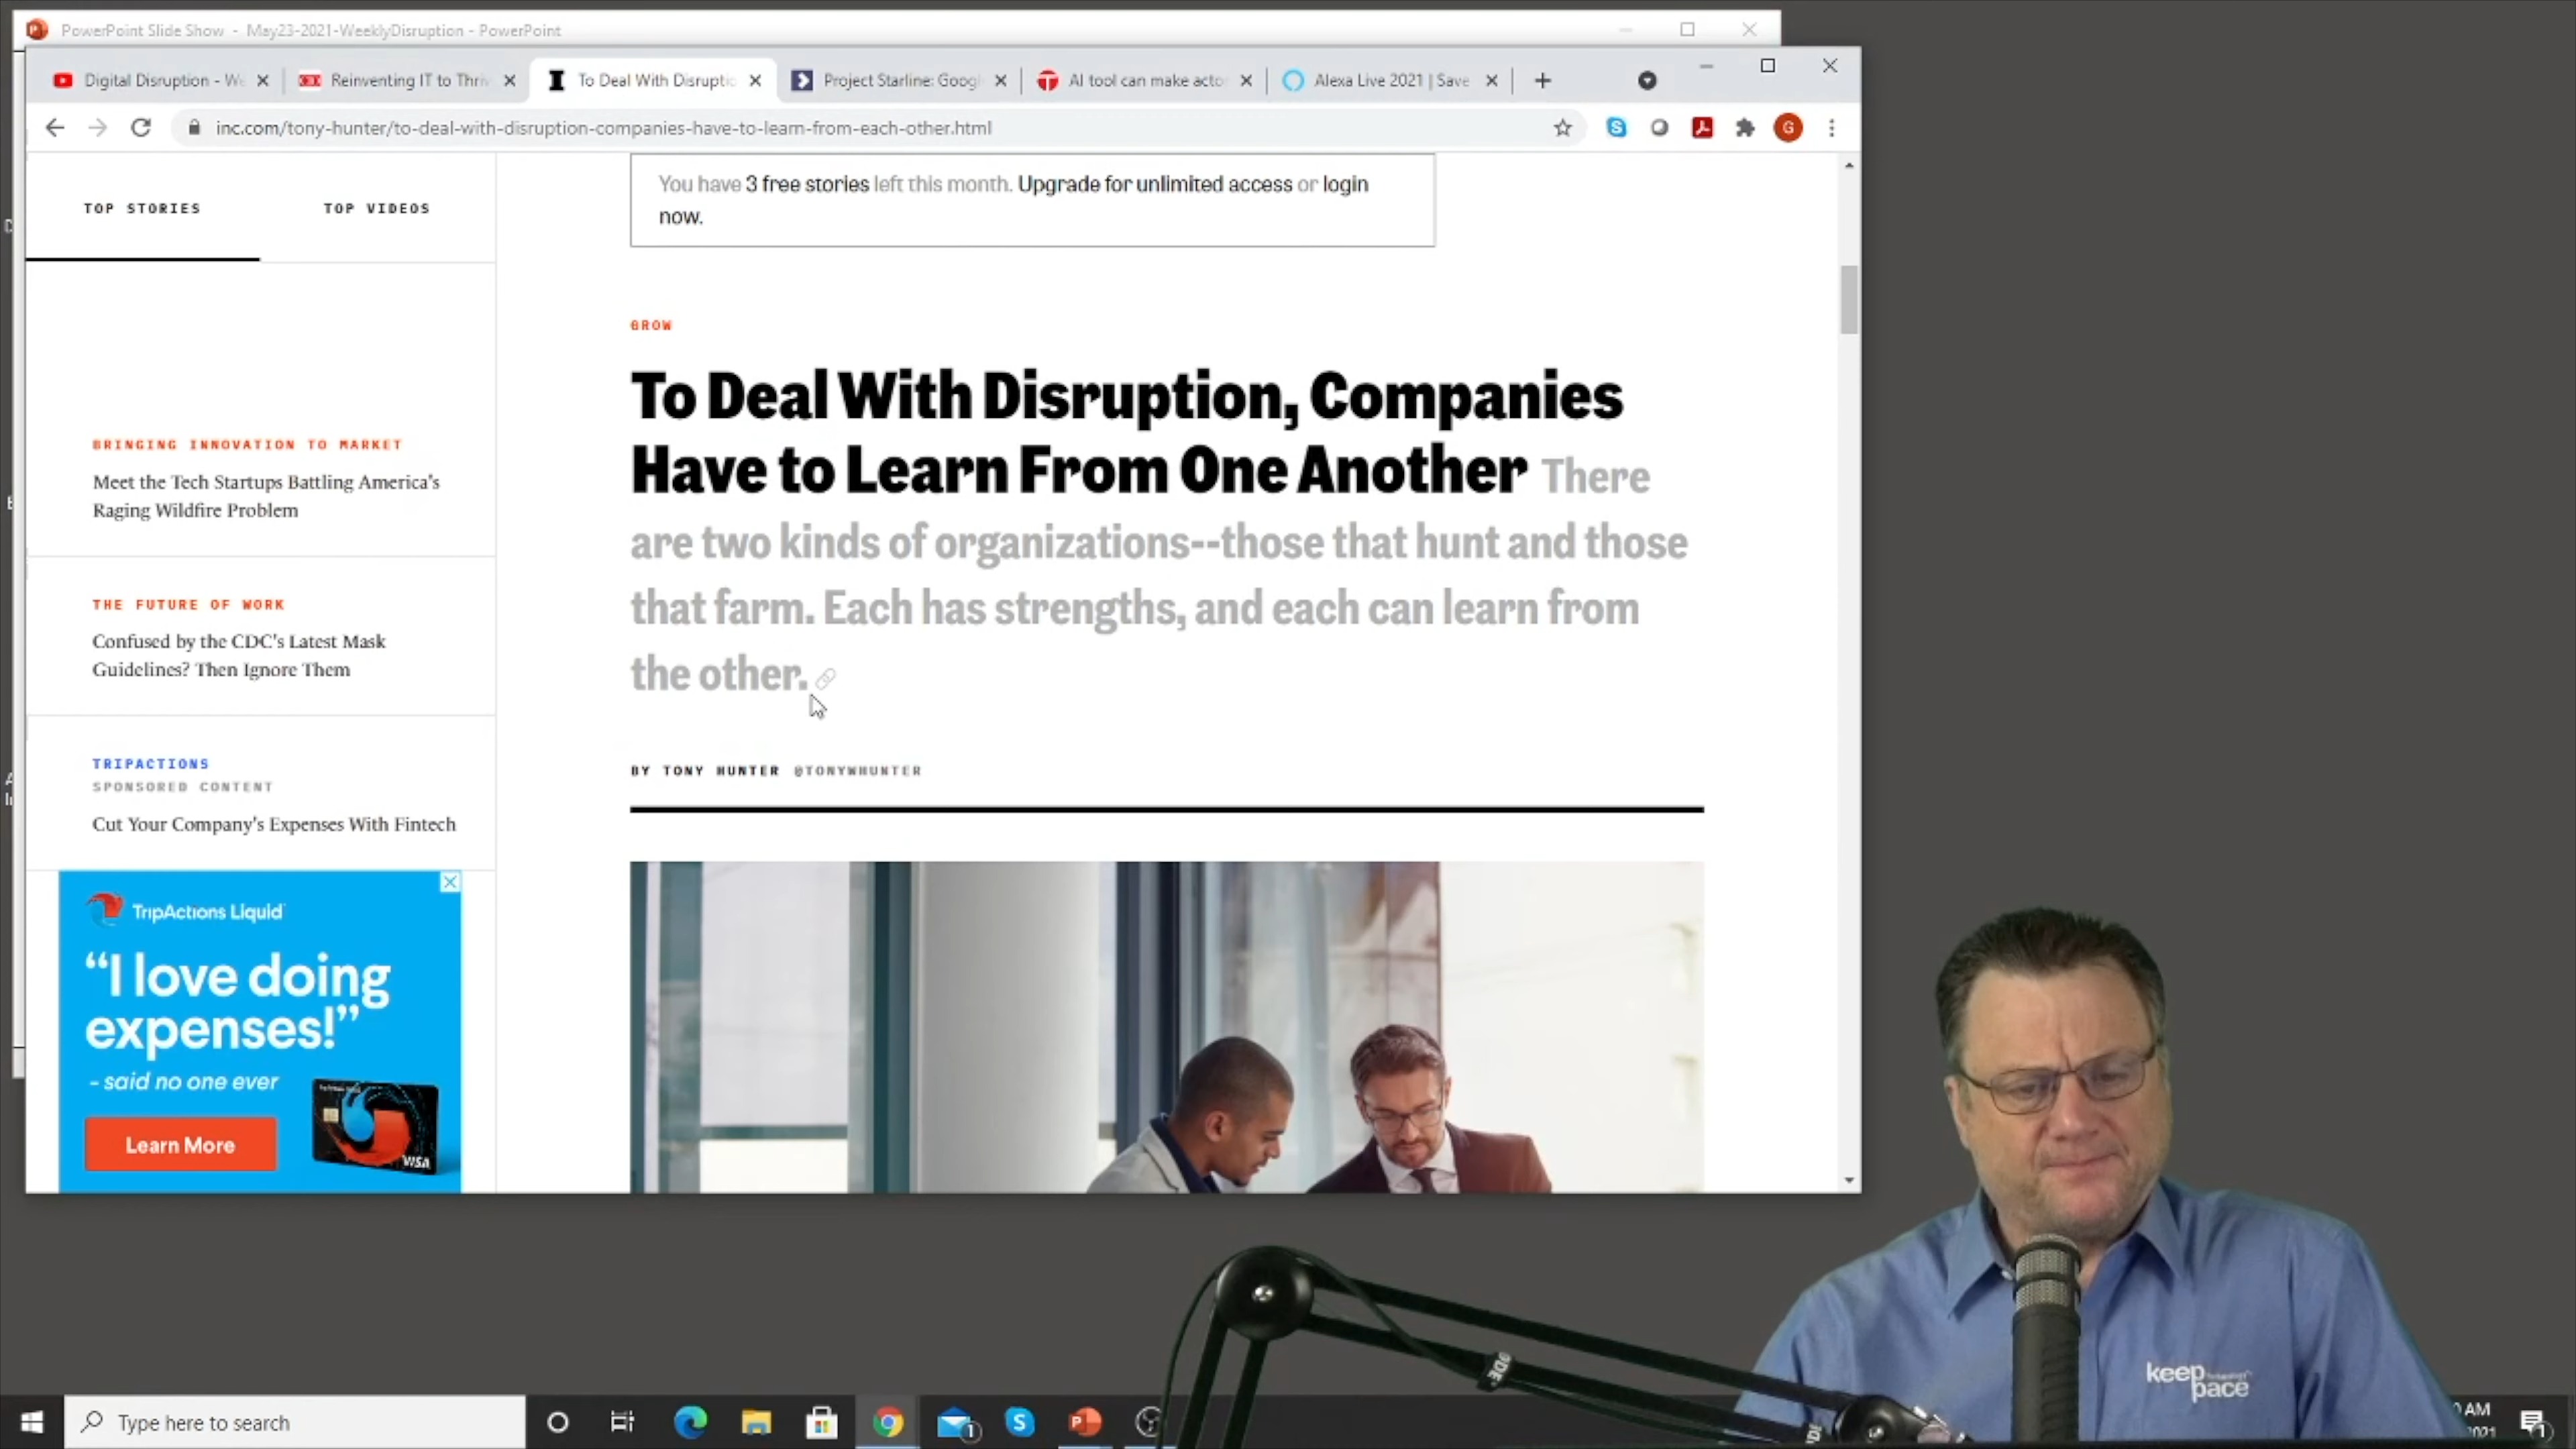 PowerPoint Slide Show - May23-2021-WeeklyDisruption - PowerPoint
Digital Disruption - We
Reinventing IT to Thriv
To Deal With Disruptio
Project Starline: Googl
AI tool can make actor
Alexa Live 2021 | Save
inc.com/tony-hunter/to-deal-with-disruption-companies-have-to-learn-from-each-other.html
G
TOP STORIES
TOP VIDEOS
You have 3 free stories left this month. Upgrade for unlimited access or login
now.
GROW
To Deal With Disruption, Companies
Have to Learn From One Another There
are two kinds of organizations--those that hunt and those
that farm. Each has strengths, and each can learn from
the other.
BY TONY HUNTER @TONYWHUNTER
BRINGING INNOVATION TO MARKET
Meet the Tech Startups Battling America's
Raging Wildfire Problem
THE FUTURE OF WORK
Confused by the CDC's Latest Mask
Guidelines? Then Ignore Them
TRIPACTIONS
SPONSORED CONTENT
Cut Your Company's Expenses With Fintech
TripActions Liquid
“I love doing
expenses!”
- said no one ever
Learn More
VISA
keep
pace
Type here to search
1
0 AM
2021
1